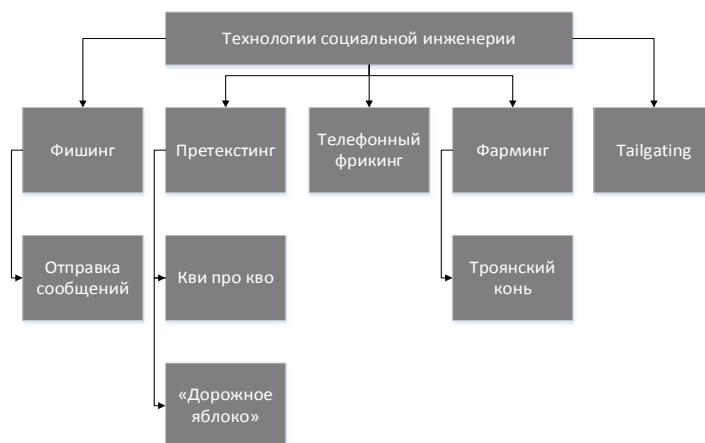 Технологии социальной инженерии
Фишинг
Претекстинг
Телефонный
фрикинг
Фарминг
Tailgating
Отправка
сообщений
Кви про кво
Троянский
конь
«Дорожное
яблоко»